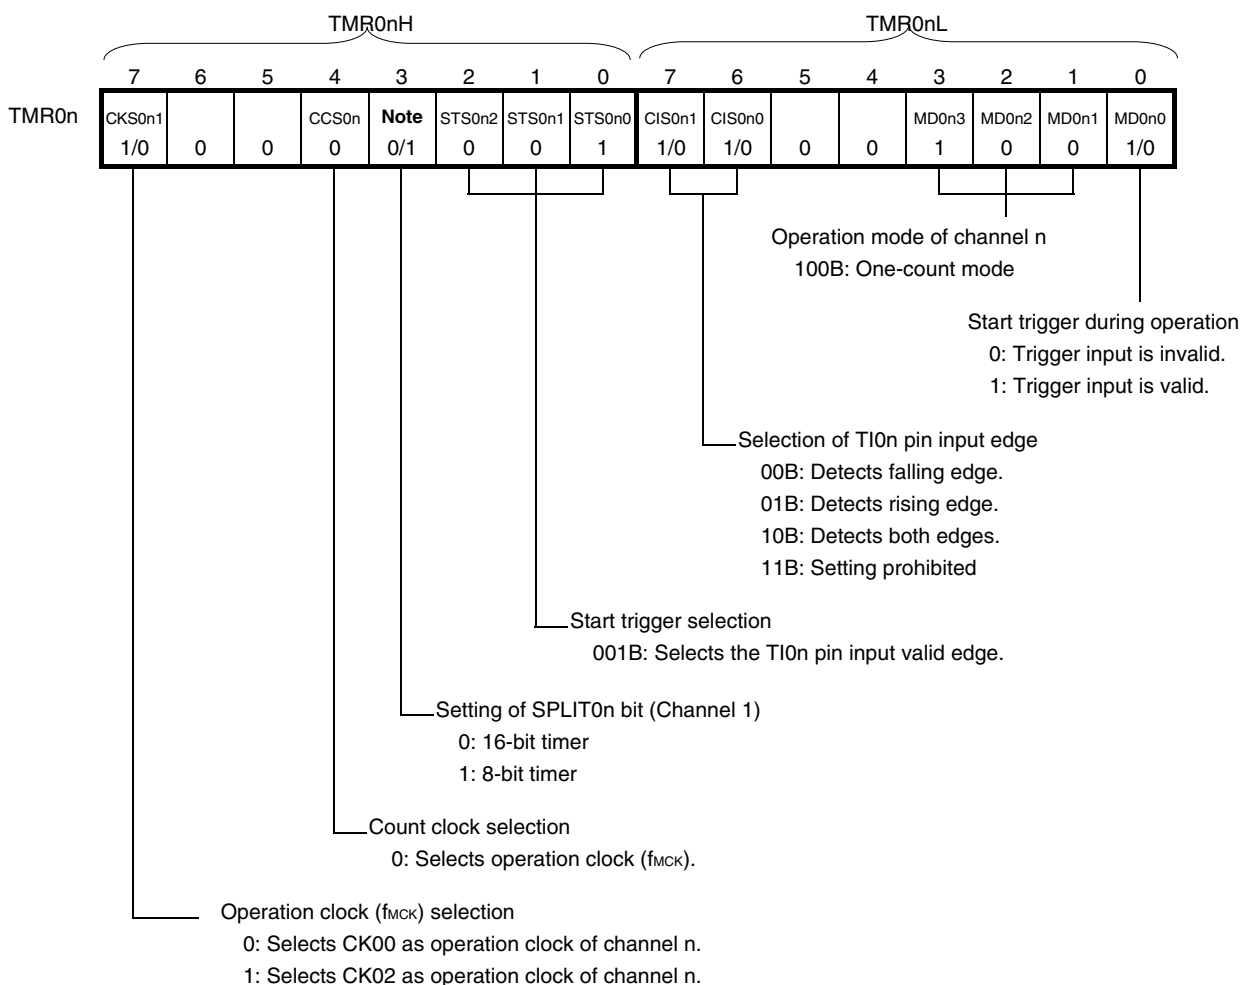 TMR0nH TMR0nL
7 6 5 4 3 2 1 0 7 6 5 4 3 2 1 0
TMR0n CKS0n1 CCS0n Note STS0n2 STS0n1 STS0n0 CIS0n1 CIS0n0 MD0n3 MD0n2 MD0n1 MD0n0
1/0 0 0 0 0/1 0 0 1 1/0 1/0 0 0 1 0 0 1/0
Operation mode of channel n
100B: One-count mode
Start trigger during operation
0: Trigger input is invalid.
1: Trigger input is valid.
Selection of TI0n pin input edge
00B: Detects falling edge.
01B: Detects rising edge.
10B: Detects both edges.
11B: Setting prohibited
Start trigger selection
001B: Selects the TI0n pin input valid edge.
Setting of SPLIT0n bit (Channel 1)
0: 16-bit timer
1: 8-bit timer
Count clock selection
0: Selects operation clock (fMCK).
Operation clock (fMCK) selection
0: Selects CK00 as operation clock of channel n.
1: Selects CK02 as operation clock of channel n.